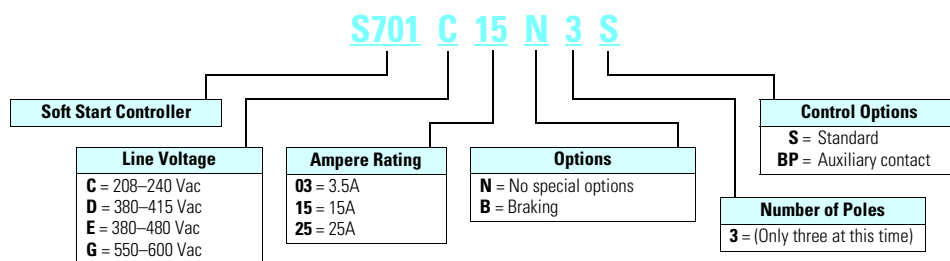 S701 C 15 N 3 S
Soft Start Controller
Line Voltage
C = 208–240 Vac
D = 380–415 Vac
E = 380–480 Vac
G = 550–600 Vac
Ampere Rating
03 = 3.5A
15 = 15A
25 = 25A
Options
N = No special options
B = Braking
Number of Poles
3 = (Only three at this time)
Control Options
S = Standard
BP = Auxiliary contact